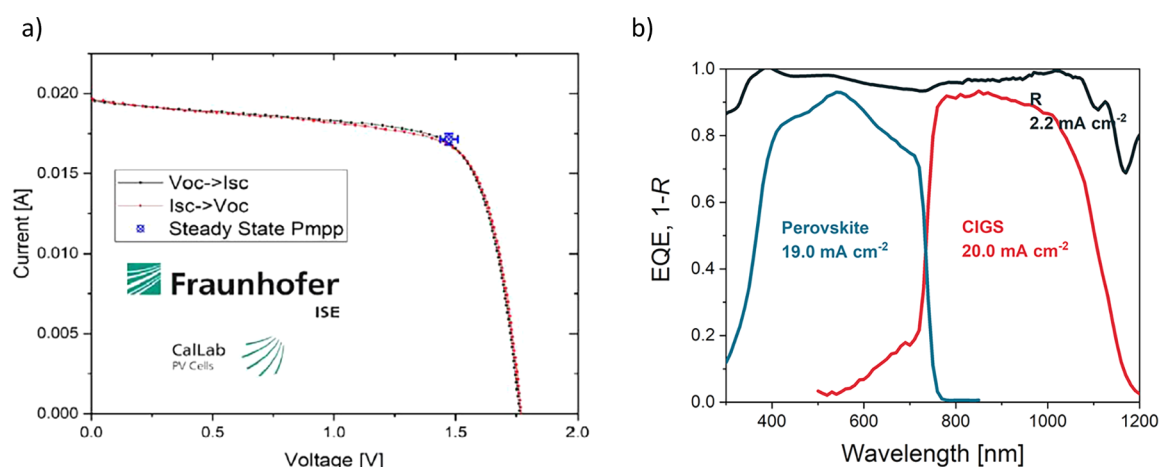 a)
Current [A]
0.020
0.015
0.010
0.005
0.000
0.0
0.5
1.0
1.5
2.0
Voltage [V]
Voc->Isc
Isc->Voc
Steady State Pmpp
Fraunhofer
ISE
CalLab
PV Cells
b)
EQE, 1-R
1.0
0.8
0.6
0.4
0.2
0.0
400
600
800
1000
1200
Wavelength [nm]
R
2.2 mA cm⁻²
Perovskite
19.0 mA cm⁻²
CIGS
20.0 mA cm⁻²